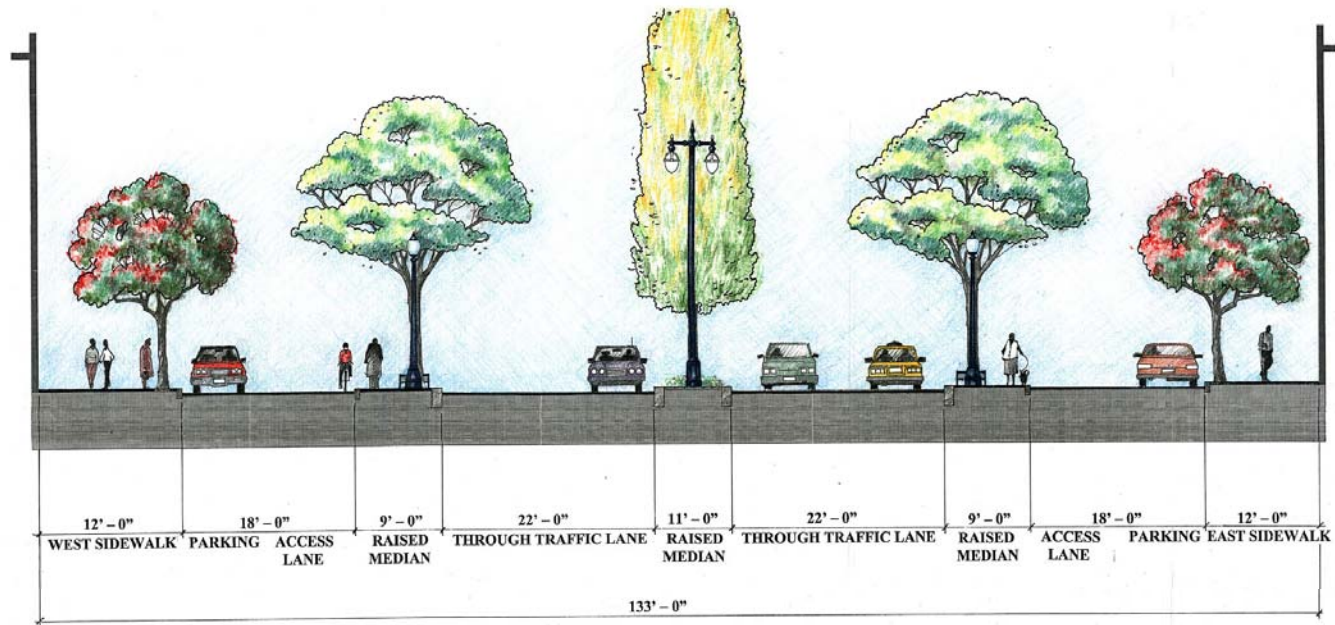 12’ – 0” 18’ – 0” 9’ – 0” 22’ – 0” 11’ – 0” 22’ – 0” 9’ – 0” 18’ – 0” 12’ – 0”
WEST SIDEWALK PARKING ACCESS LANE RAISED MEDIAN THROUGH TRAFFIC LANE RAISED MEDIAN THROUGH TRAFFIC LANE RAISED MEDIAN ACCESS LANE PARKING EAST SIDEWALK
133’ – 0”